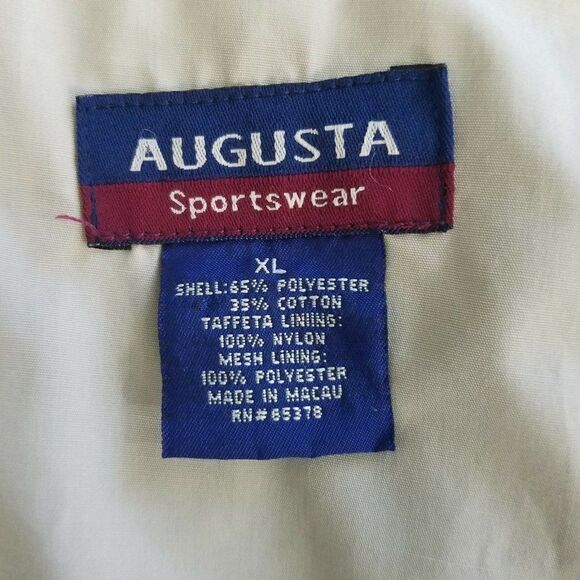 AUGUSTA
Sportswear
XL
SHELL:65% POLYESTER
35% COTTON
TAFFETA LINING:
100% NYLON
MESH LINING:
100% POLYESTER
MADE IN MACAU
RN#65378